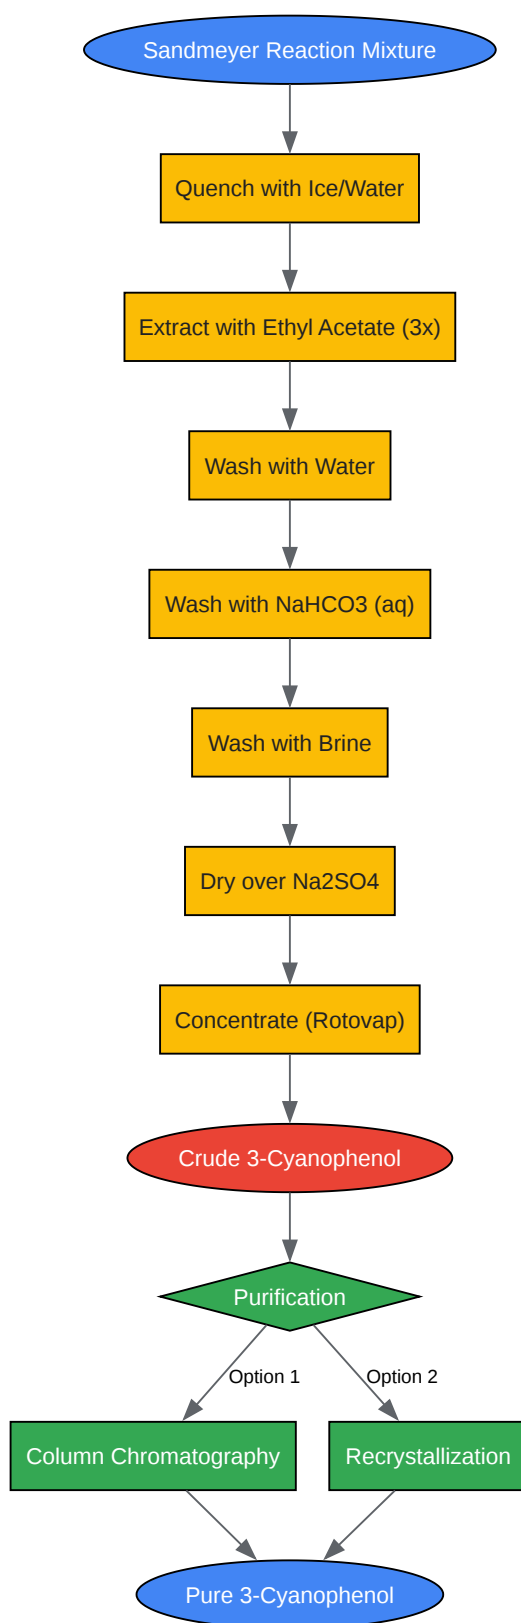 Sandmeyer Reaction Mixture
Quench with Ice/Water
Extract with Ethyl Acetate (3x)
Wash with Water
Wash with NaHCO3 (aq)
Wash with Brine
Dry over Na2SO4
Concentrate (Rotovap)
Crude 3-Cyanophenol
Purification
Option 1
Option 2
Column Chromatography
Recrystallization
Pure 3-Cyanophenol